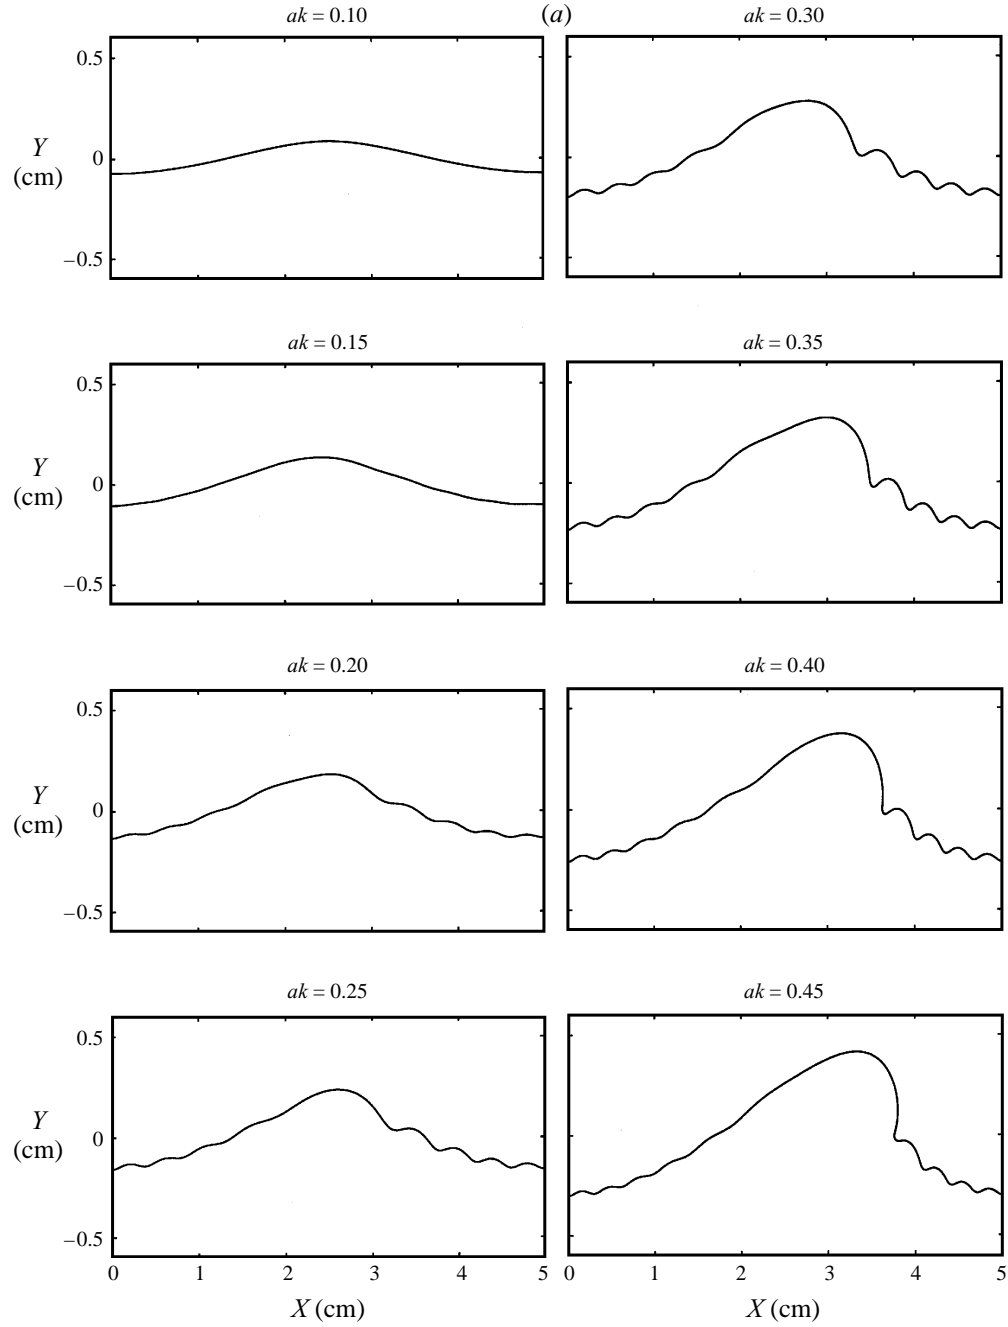 (a)
ak = 0.10
0.5
Y
(cm)
0
−0.5
ak = 0.30
ak = 0.15
0.5
Y
(cm)
0
−0.5
ak = 0.35
ak = 0.20
0.5
Y
(cm)
0
−0.5
ak = 0.40
ak = 0.25
0.5
Y
(cm)
0
−0.5
0 1 2 3 4 5
X (cm)
ak = 0.45
0 1 2 3 4 5
X (cm)